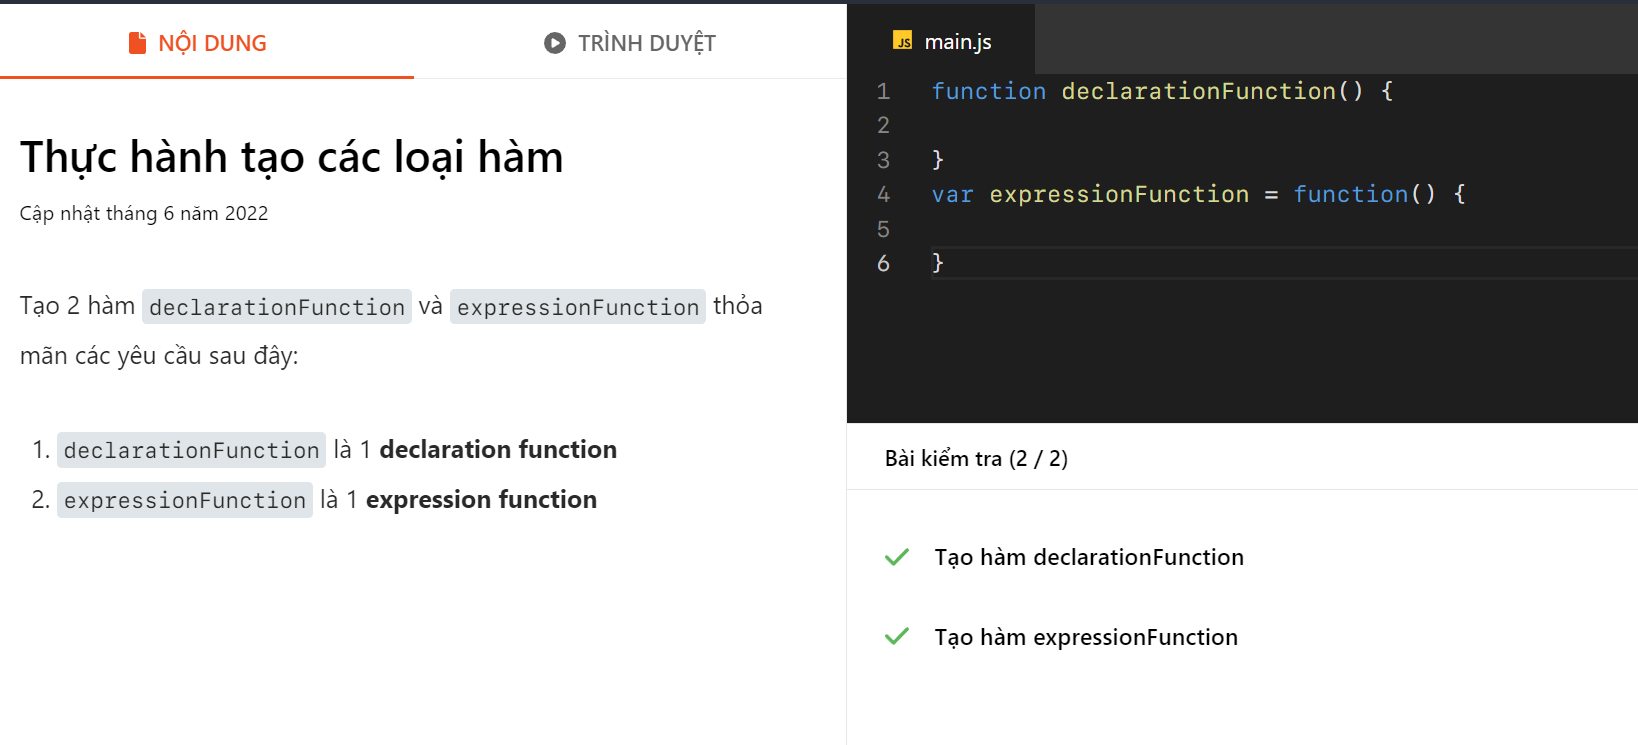 NỘI DUNG
TRÌNH DUYỆT
Thực hành tạo các loại hàm
Cập nhật tháng 6 năm 2022
Tạo 2 hàm declarationFunction và expressionFunction thỏa
mãn các yêu cầu sau đây:
1. declarationFunction là 1 declaration function
2. expressionFunction là 1 expression function
JS main.js
1 function declarationFunction() {
2
3 }
4 var expressionFunction = function() {
5
6 }
Bài kiểm tra (2 / 2)
Tạo hàm declarationFunction
Tạo hàm expressionFunction